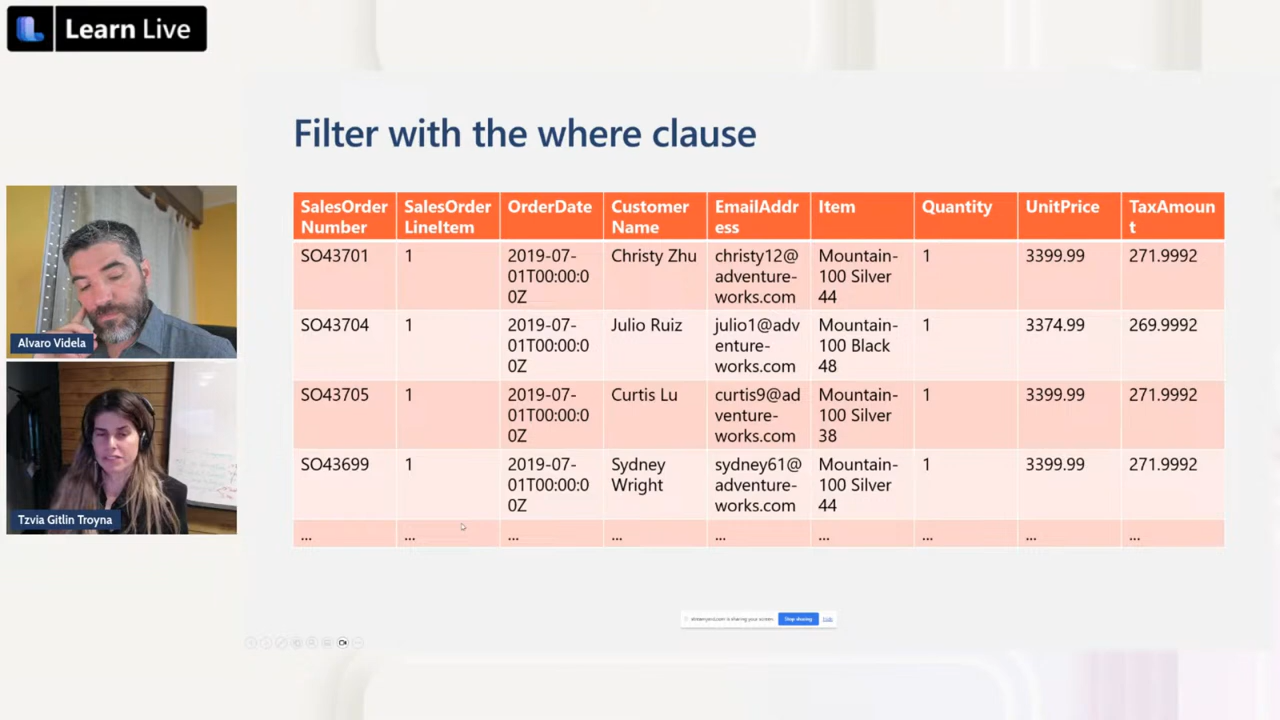 Learn Live
Filter with the where clause
SalesOrder
Number
SalesOrder
LineItem
OrderDate
Customer
Name
EmailAddr
ess
Item
Quantity
UnitPrice
TaxAmoun
t
SO43701
1
2019-07-
01T00:00:0
0Z
Christy Zhu
christy12@
adventure-
works.com
Mountain-
100 Silver
44
1
3399.99
271.9992
SO43704
1
2019-07-
01T00:00:0
0Z
Julio Ruiz
julio1@adv
enture-
works.com
Mountain-
100 Black
48
1
3374.99
269.9992
SO43705
1
2019-07-
01T00:00:0
0Z
Curtis Lu
curtis9@ad
venture-
works.com
Mountain-
100 Silver
38
1
3399.99
271.9992
SO43699
1
2019-07-
01T00:00:0
0Z
Sydney
Wright
sydney61@
adventure-
works.com
Mountain-
100 Silver
44
1
3399.99
271.9992
...
...
...
...
...
...
...
...
...
Alvaro Videla
Tzvia Gitlin Troyna
is sharing your screen.
Stop sharing
Hide